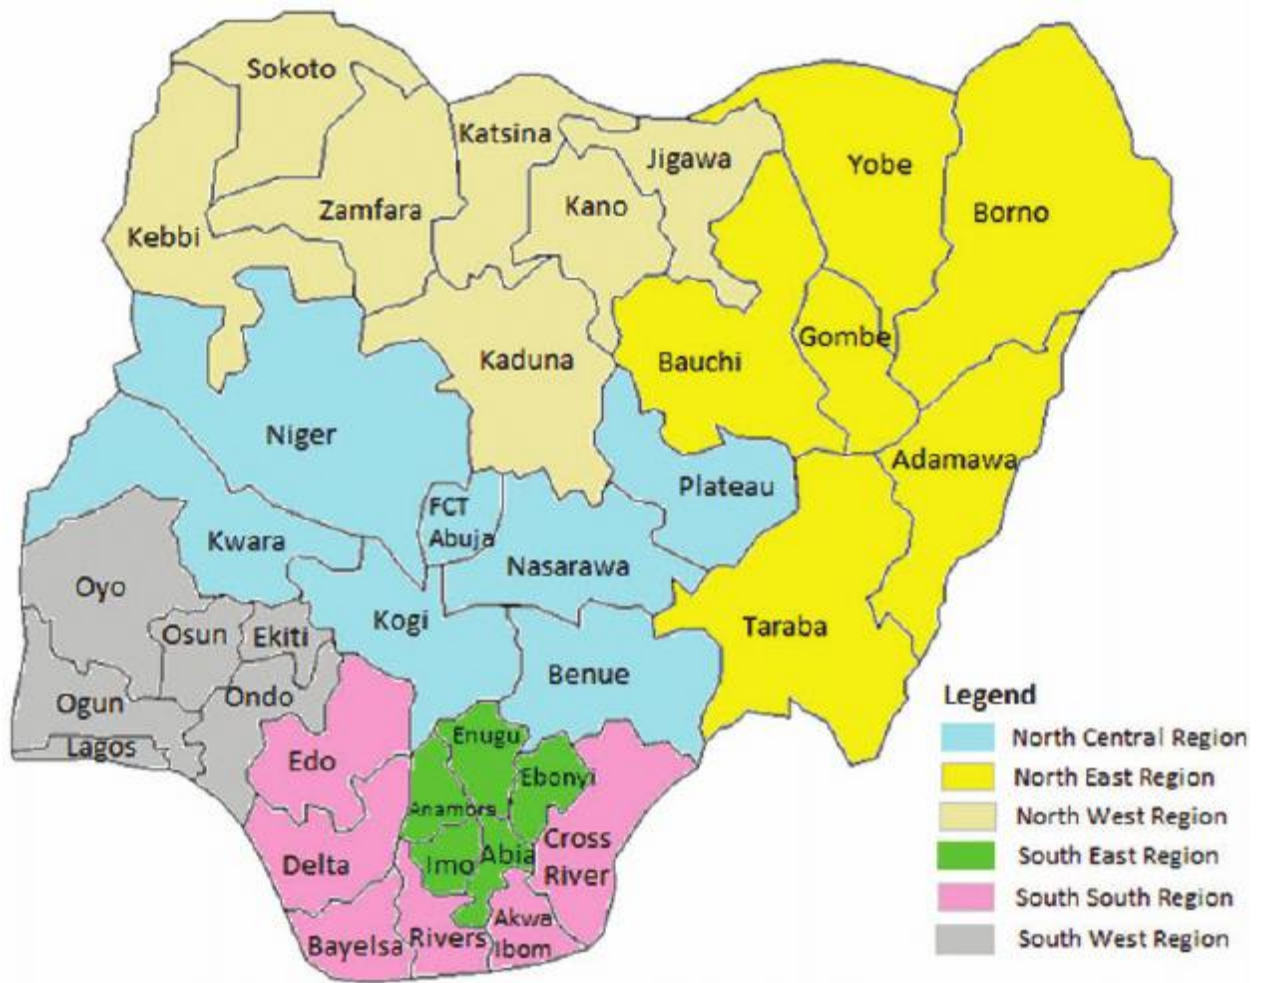 Sokoto
Katsina
Jigawa
Yobe
Borno
Kano
Zamfara
Kebbi
Kaduna
Bauchi
Gombe
Niger
Adamawa
Plateau
FCT
Abuja
Kwara
Nasarawa
Oyo
Kogi
Taraba
Osun
Ekiti
Benue
Ogun
Ondo
Lagos
Enugu
Edo
Ebonyi
Anambrs
Cross
River
Delta
Imo
Abia
Akwa
Ibom
Bayelsa
Rivers
Legend
North Central Region
North East Region
North West Region
South East Region
South South Region
South West Region